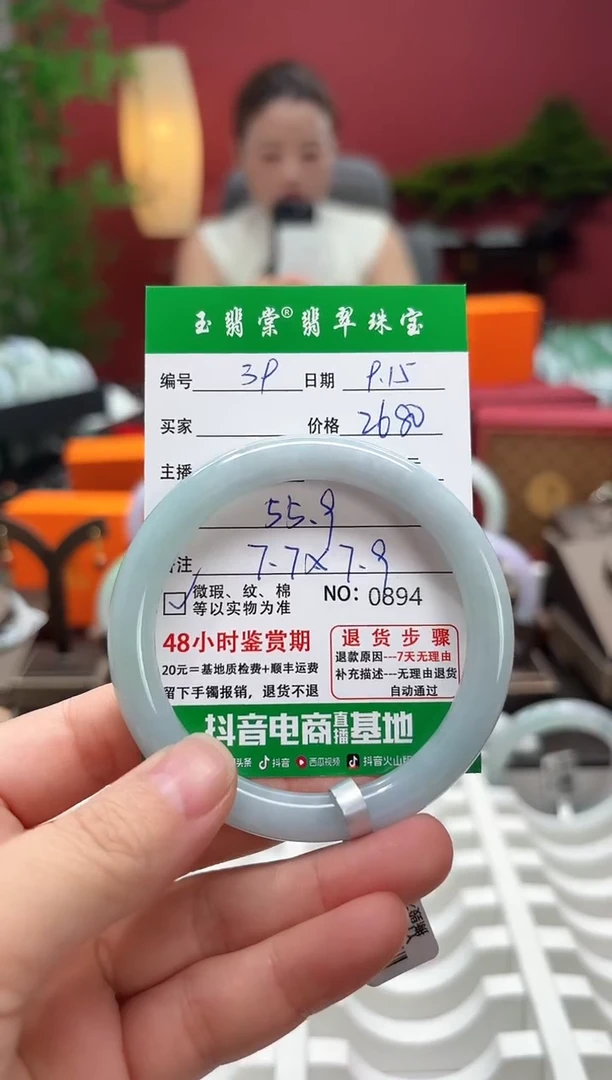 玉翡棠®翡翠珠宝
编号 39 日期 9.15
买家 价格 2680
主播
55.9
注 7.7×7.9
✓ 微瑕、纹、棉
等以实物为准
NO: 0894
48小时鉴赏期
20元=基地质检费+顺丰运费
留下手镯报销，退货不退
退货步骤
退款原因---7天无理由
补充描述---无理由退货
自动通过
抖音电商直播基地
头条 抖音 西瓜视频 抖音火山版